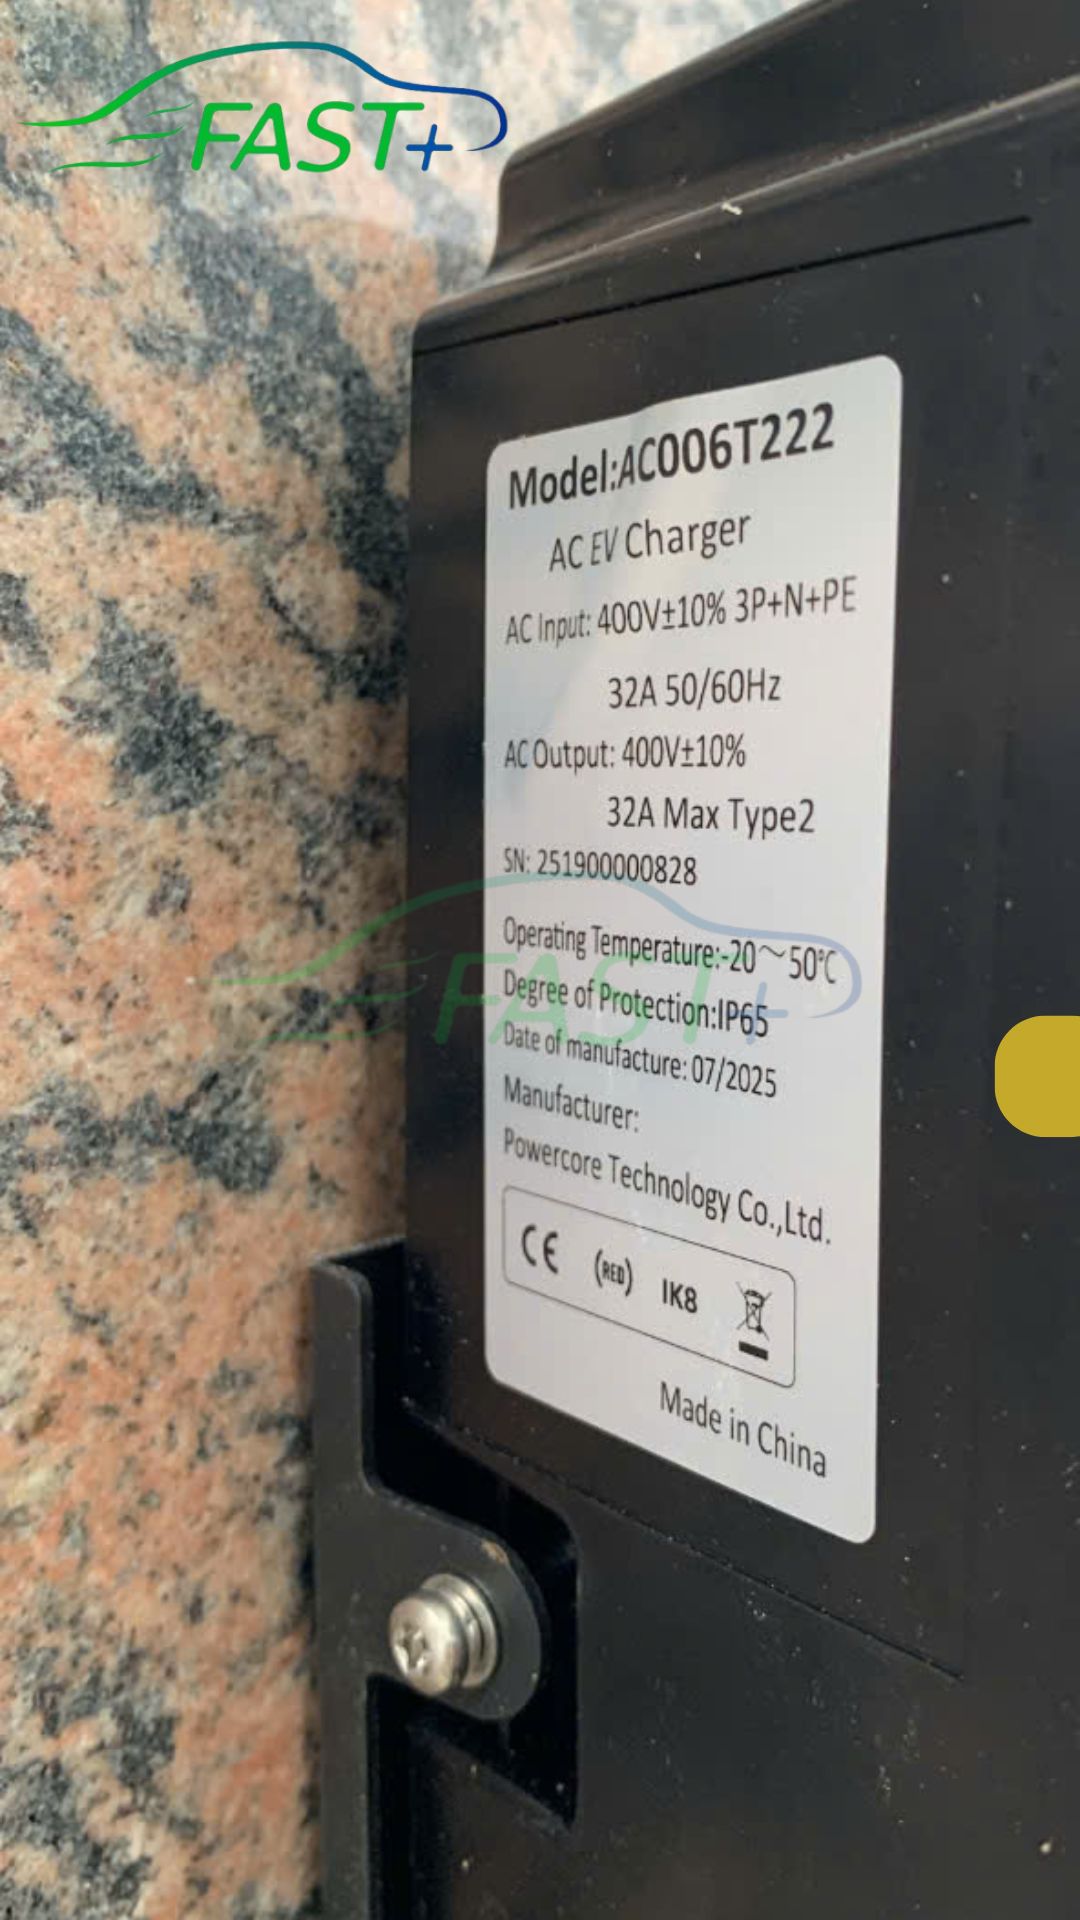 FAST+
Model:AC006T222
AC EV Charger
AC Input: 400V±10% 3P+N+PE
32A 50/60Hz
AC Output: 400V±10%
32A Max Type2
SN: 251900000828
Operating Temperature:-20～50℃
FAST+
Degree of Protection:IP65
Date of manufacture: 07/2025
Manufacturer:
Powercore Technology Co.,Ltd.
CE (RED) IK8
Made in China